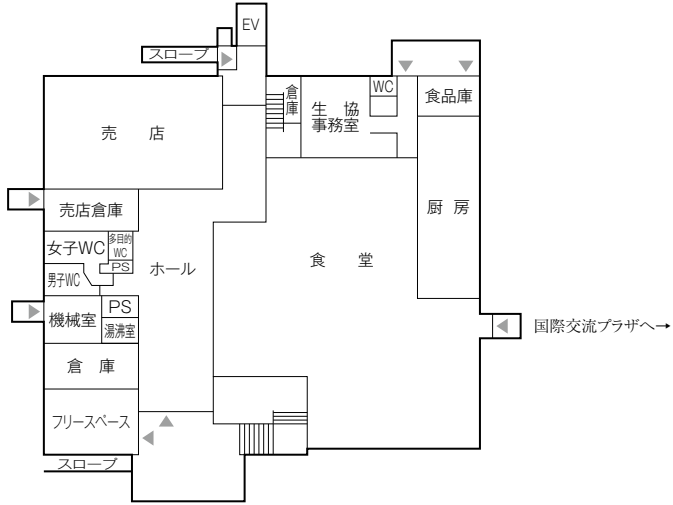 EV
スロープ
倉庫
生協
事務室
WC
食品庫
売店
売店倉庫
厨房
女子WC
多目的
WC
PS
男子WC
ホール
食堂
機械室
PS
湯沸室
国際交流プラザへ→
倉庫
フリースペース
スロープ